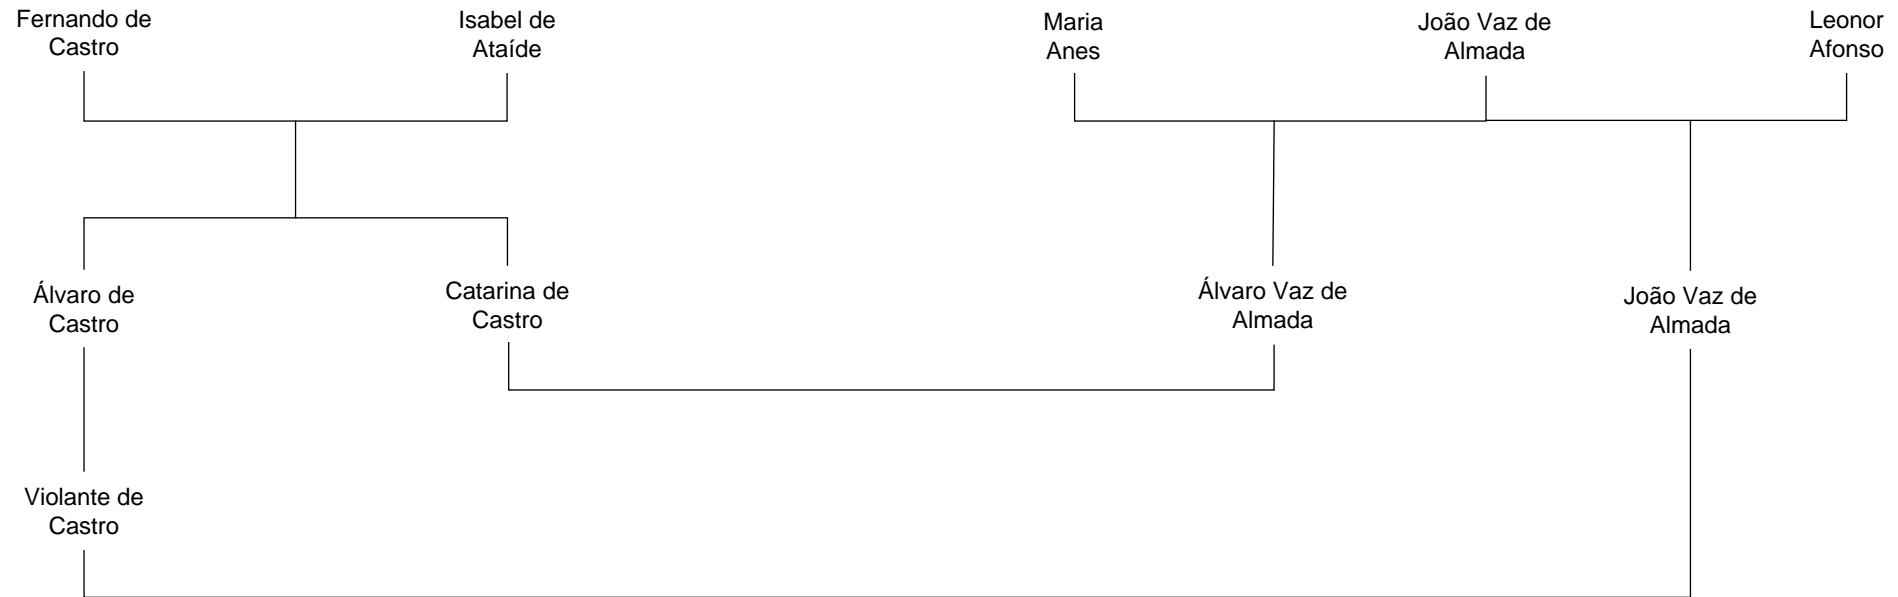 Fernando de
Castro
Isabel de
Ataíde
Maria
Anes
João Vaz de
Almada
Leonor
Afonso
Álvaro de
Castro
Catarina de
Castro
Álvaro Vaz de
Almada
João Vaz de
Almada
Violante de
Castro